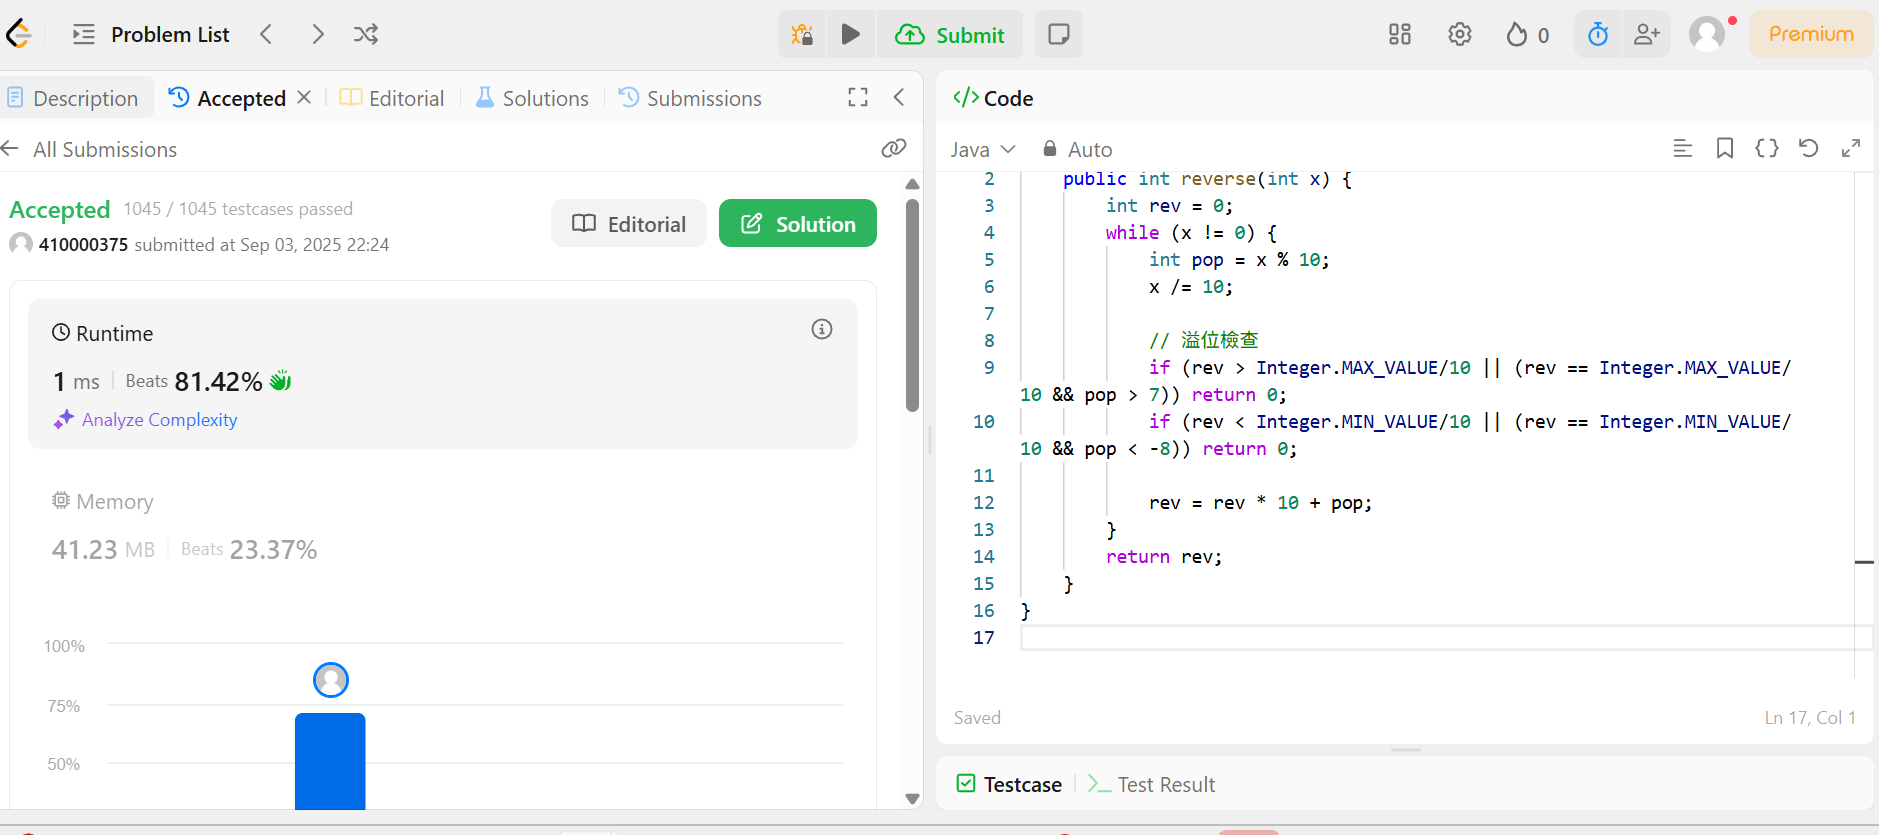 Problem List
Submit
0
Premium
Description
Accepted
Editorial
Solutions
Submissions
All Submissions
Accepted 1045 / 1045 testcases passed
410000375 submitted at Sep 03, 2025 22:24
Editorial
Solution
Runtime
1 ms Beats 81.42%
Analyze Complexity
Memory
41.23 MB Beats 23.37%
100%
75%
50%
</> Code
Java Auto
2 public int reverse(int x) {
3 int rev = 0;
4 while (x != 0) {
5 int pop = x % 10;
6 x /= 10;
7
8 // 溢位檢查
9 if (rev > Integer.MAX_VALUE/10 || (rev == Integer.MAX_VALUE/
10 && pop > 7)) return 0;
10 if (rev < Integer.MIN_VALUE/10 || (rev == Integer.MIN_VALUE/
10 && pop < -8)) return 0;
11
12 rev = rev * 10 + pop;
13 }
14 return rev;
15 }
16 }
17
Saved
Ln 17, Col 1
Testcase
Test Result